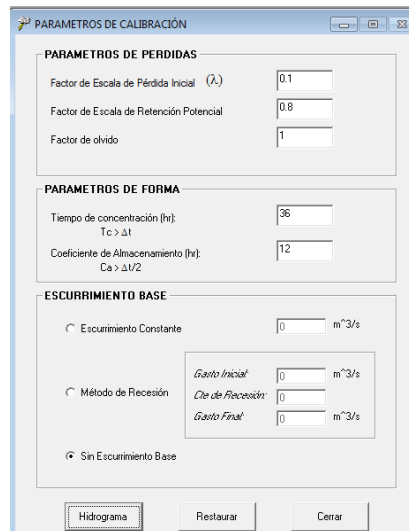 PARAMETROS DE CALIBRACIÓN
PARAMETROS DE PERDIDAS
Factor de Escala de Pérdida Inicial (λ) 0.1
Factor de Escala de Retención Potencial 0.8
Factor de olvido 1
PARAMETROS DE FORMA
Tiempo de concentración (hr): 36
Tc > Δt
Coeficiente de Almacenamiento (hr): 12
Ca > Δt/2
ESCURRIMIENTO BASE
Escurrimiento Constante 0 m^3/s
Gasto Inicial: 0 m^3/s
Método de Recesión Cte de Recesión: 0
Gasto Final: 0 m^3/s
Sin Escurrimiento Base
Hidrograma Restaurar Cerrar